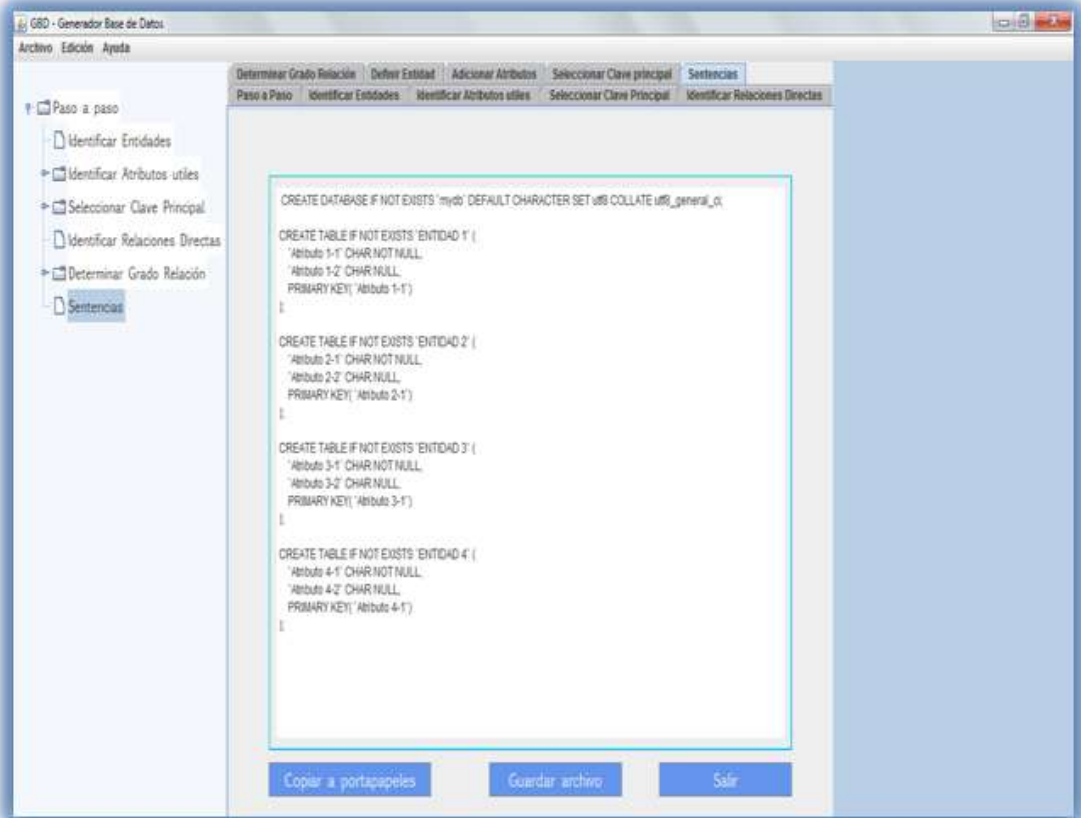 GBD - Generador Base de Datos
Archivo Edición Ayuda
Determinar Grado Relación Definir Entidad Adicionar Atributos Seleccionar Clave principal Sentencias
Paso a Paso Identificar Entidades Identificar Atributos utiles Seleccionar Clave Principal Identificar Relaciones Directas
Paso a paso
Identificar Entidades
Identificar Atributos utiles
Seleccionar Clave Principal
Identificar Relaciones Directas
Determinar Grado Relación
Sentencias
CREATE DATABASE IF NOT EXISTS `mydb` DEFAULT CHARACTER SET utf8 COLLATE utf8_general_ci;
CREATE TABLE IF NOT EXISTS `ENTIDAD 1` (
`Atributo 1-1` CHAR NOT NULL,
`Atributo 1-2` CHAR NULL,
PRIMARY KEY( `Atributo 1-1`)
);
CREATE TABLE IF NOT EXISTS `ENTIDAD 2` (
`Atributo 2-1` CHAR NOT NULL,
`Atributo 2-2` CHAR NULL,
PRIMARY KEY( `Atributo 2-1`)
);
CREATE TABLE IF NOT EXISTS `ENTIDAD 3` (
`Atributo 3-1` CHAR NOT NULL,
`Atributo 3-2` CHAR NULL,
PRIMARY KEY( `Atributo 3-1`)
);
CREATE TABLE IF NOT EXISTS `ENTIDAD 4` (
`Atributo 4-1` CHAR NOT NULL,
`Atributo 4-2` CHAR NULL,
PRIMARY KEY( `Atributo 4-1`)
);
Copiar a portapapeles Guardar archivo Salir